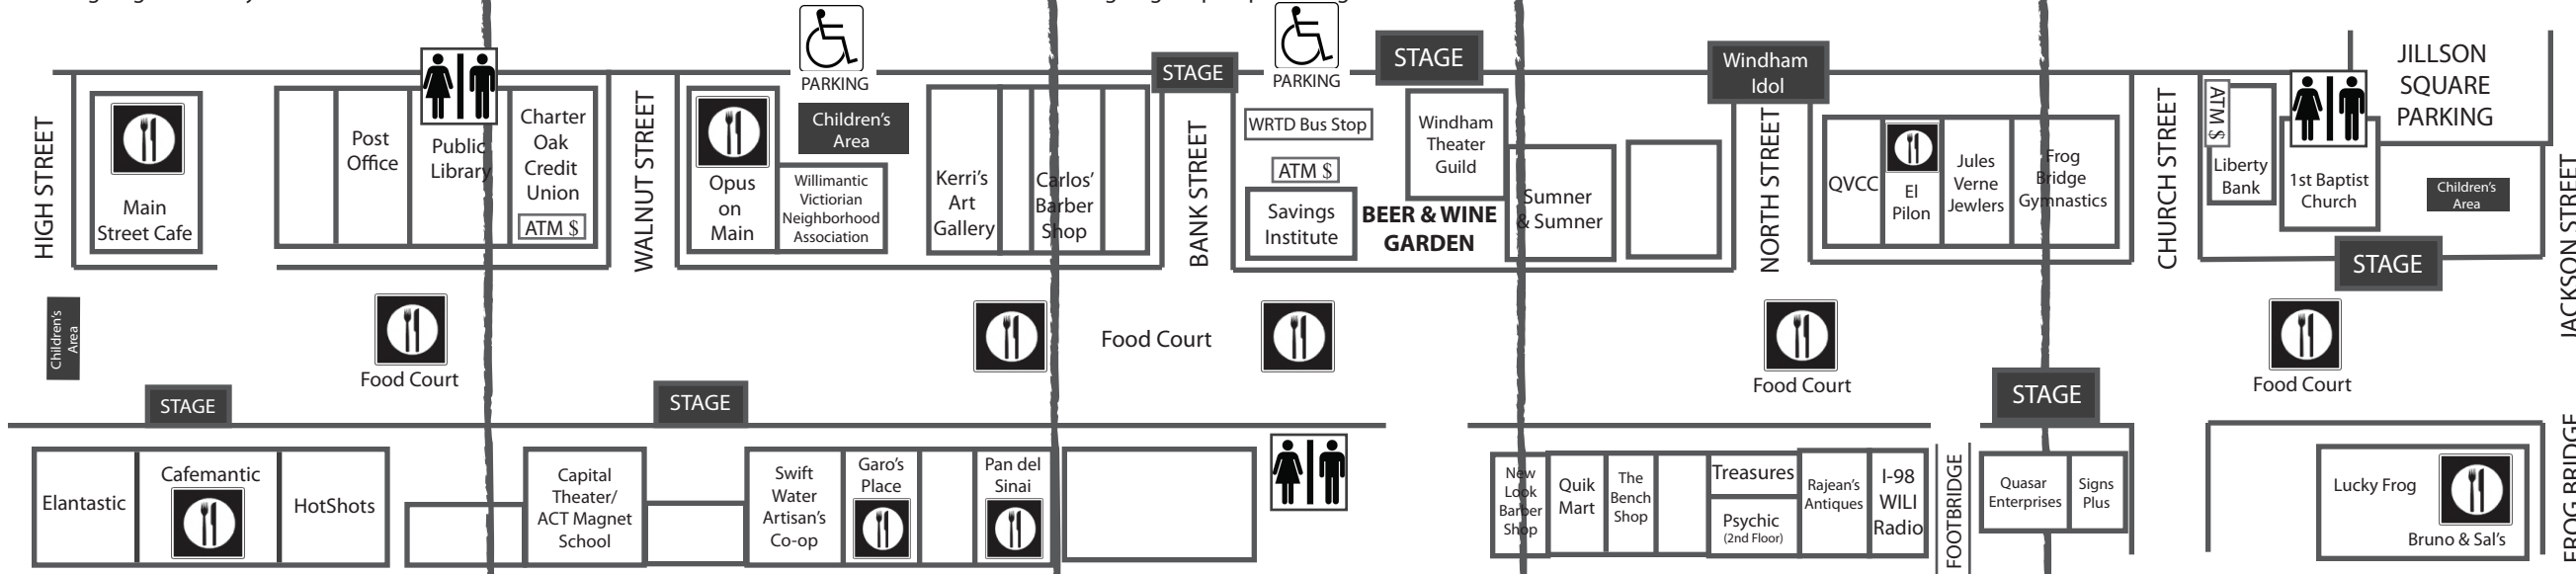 PARKING
PARKING
STAGE
STAGE
Windham
Idol
JILLSON
SQUARE
PARKING
HIGH STREET
Main
Street Cafe
Post
Office
Public
Library
Charter
Oak
Credit
Union
ATM $
WALNUT STREET
Opus
on
Main
Children's
Area
Willimantic
Victorian
Neighborhood
Association
Kerri's
Art
Gallery
Carlos'
Barber
Shop
BANK STREET
WRTD Bus Stop
ATM $
Savings
Institute
Windham
Theater
Guild
BEER & WINE
GARDEN
Sumner
& Sumner
NORTH STREET
QVCC
El
Pilon
Jules
Verne
Jewlers
Frog
Bridge
Gymnastics
CHURCH STREET
ATM $
Liberty
Bank
1st Baptist
Church
Children's
Area
STAGE
JACKSON STREET
Children's
Area
Food Court
Food Court
Food Court
Food Court
STAGE
STAGE
STAGE
Elantastic
Cafemantic
HotShots
Capital
Theater/
ACT Magnet
School
Swift
Water
Artisan's
Co-op
Garo's
Place
Pan del
Sinai
New
Look
Barber
Shop
Quik
Mart
The
Bench
Shop
Treasures
Psychic
(2nd Floor)
Rajean's
Antiques
I-98
WILI
Radio
FOOTBRIDGE
Quasar
Enterprises
Signs
Plus
Lucky Frog
Bruno & Sal's
FROG BRIDGE